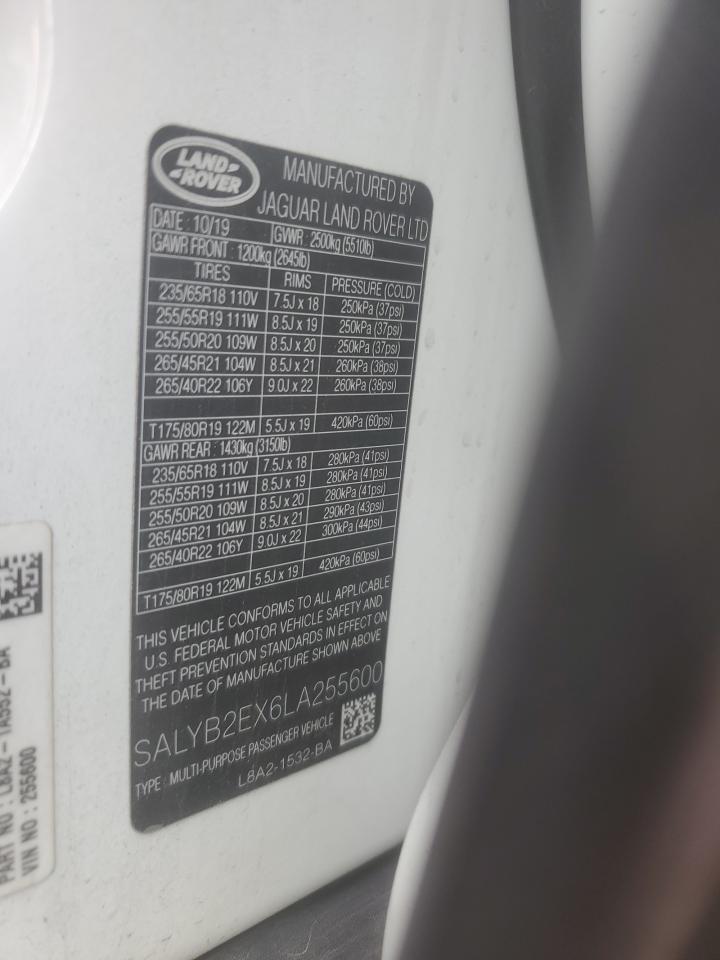 LAND ROVER
MANUFACTURED BY
JAGUAR LAND ROVER LTD
DATE: 10/19 GVWR: 2500kg (5510lb)
GAWR FRONT: 1200kg (2645lb)
TIRES RIMS PRESSURE (COLD)
235/65R18 110V 7.5J x 18 250kPa (37psi)
255/55R19 111W 8.5J x 19 250kPa (37psi)
255/50R20 109W 8.5J x 20 250kPa (37psi)
265/45R21 104W 8.5J x 21 260kPa (38psi)
265/40R22 106Y 9.0J x 22 260kPa (38psi)
T175/80R19 122M 5.5J x 19 420kPa (60psi)
GAWR REAR: 1430kg (3150lb)
235/65R18 110V 7.5J x 18 280kPa (41psi)
255/55R19 111W 8.5J x 19 280kPa (41psi)
255/50R20 109W 8.5J x 20 280kPa (41psi)
265/45R21 104W 8.5J x 21 290kPa (43psi)
265/40R22 106Y 9.0J x 22 300kPa (44psi)
T175/80R19 122M 5.5J x 19 420kPa (60psi)
THIS VEHICLE CONFORMS TO ALL APPLICABLE
U.S. FEDERAL MOTOR VEHICLE SAFETY AND
THEFT PREVENTION STANDARDS IN EFFECT ON
THE DATE OF MANUFACTURE SHOWN ABOVE
SALYB2EX6LA255600
TYPE: MULTI-PURPOSE PASSENGER VEHICLE
L8A2-1532-BA
PART NO : L8A2-1A552-BA
VIN NO : 255600